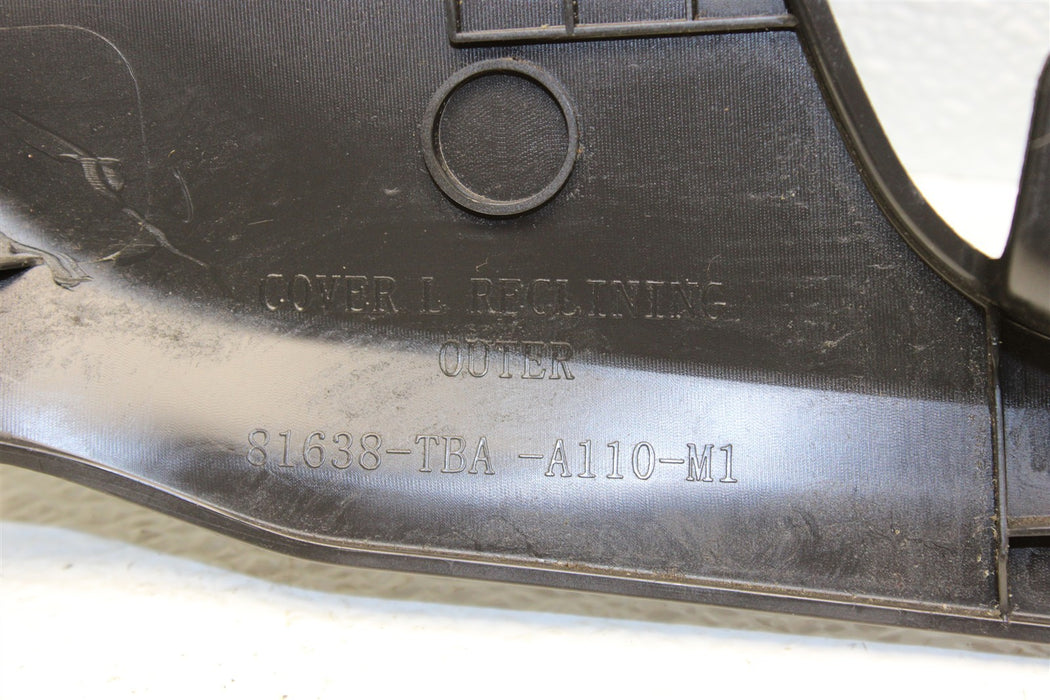 COVER L RECLINING
OUTER
81638-TBA -A110-M1